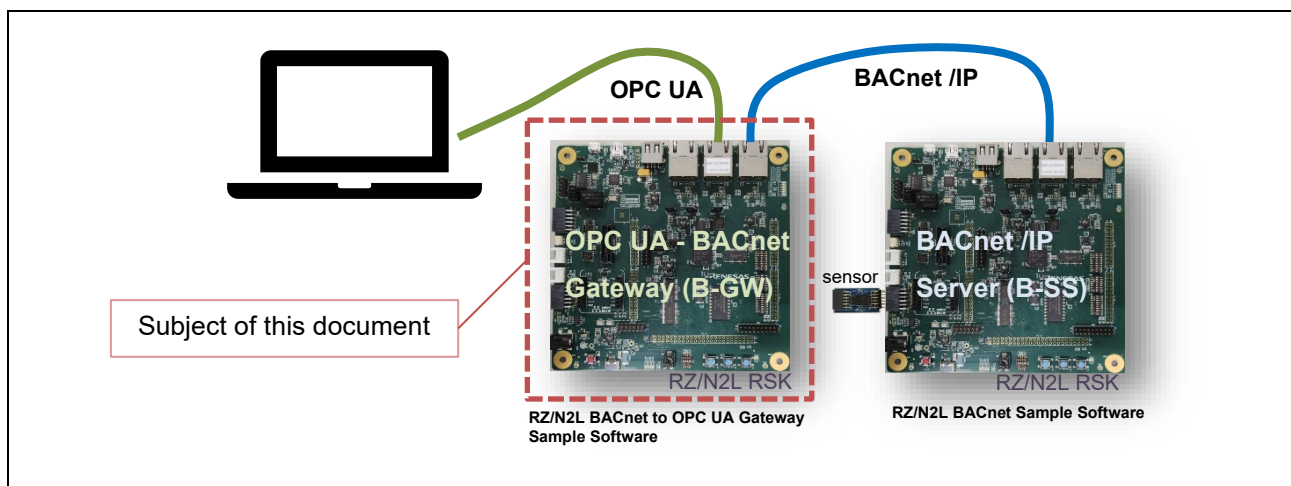 OPC UA
BACnet /IP
OPC UA - BACnet
Gateway (B-GW)
BACnet /IP
Server (B-SS)
sensor
Subject of this document
RZ/N2L RSK
RZ/N2L RSK
RZ/N2L BACnet to OPC UA Gateway
Sample Software
RZ/N2L BACnet Sample Software